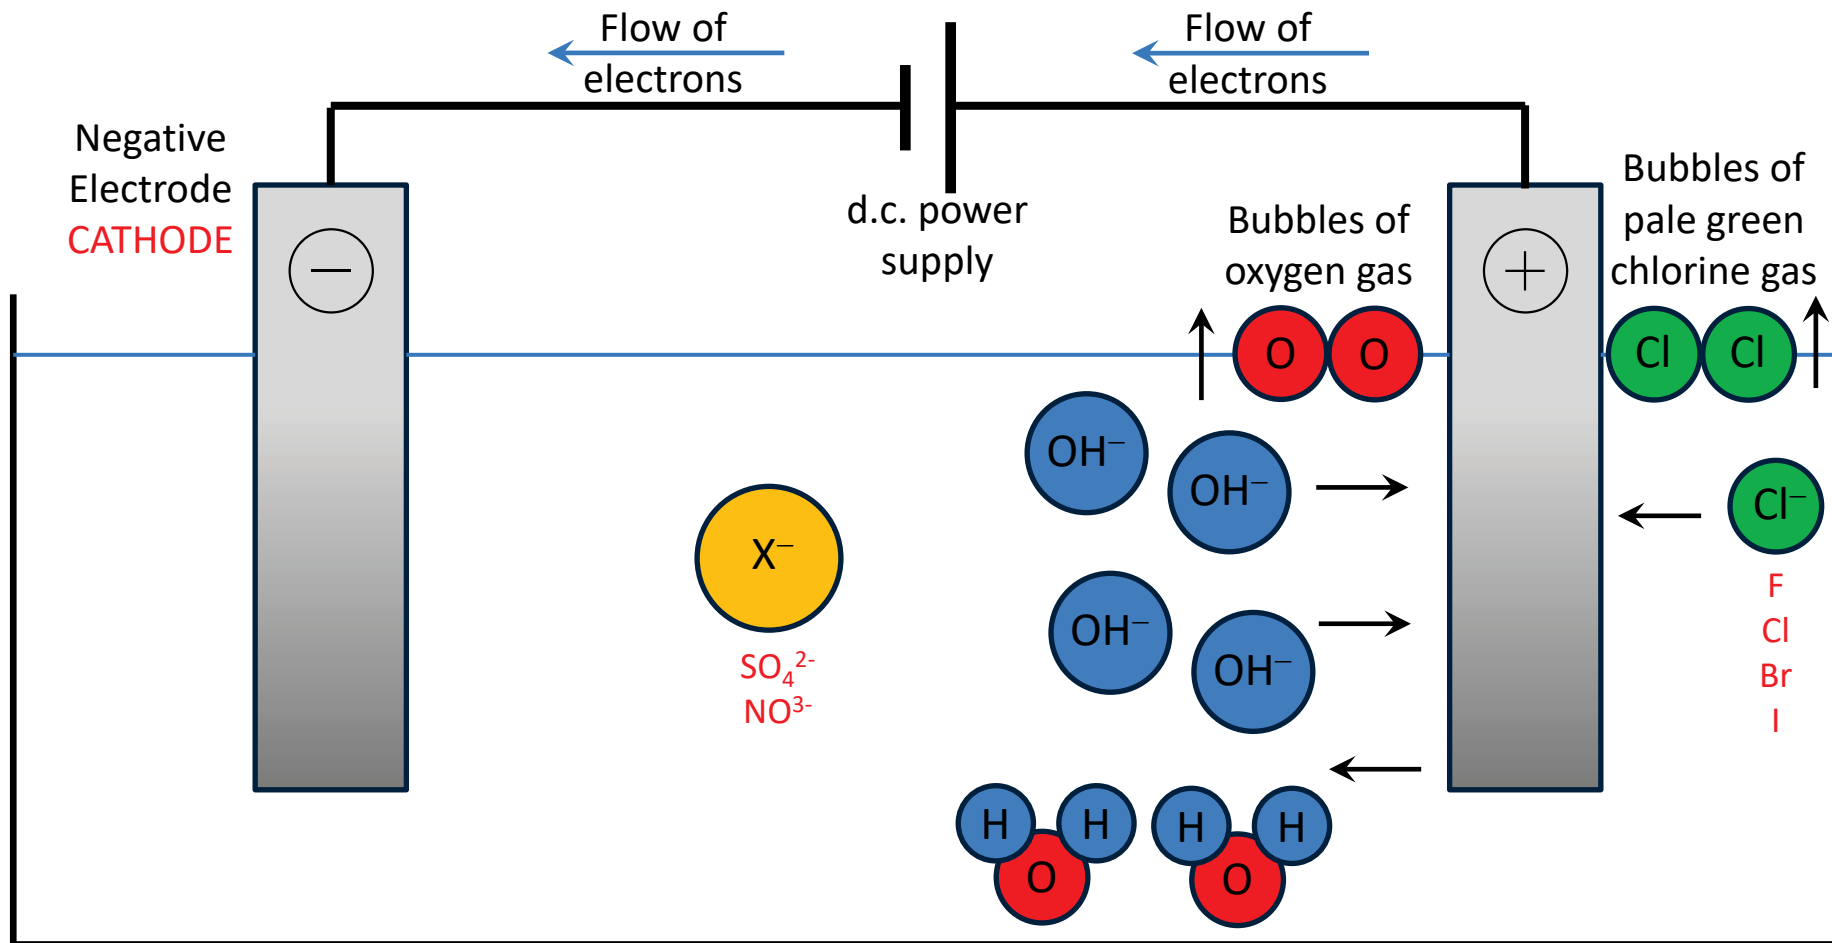 Flow of
electrons
Flow of
electrons
Negative
Electrode
CATHODE
d.c. power
supply
Bubbles of
oxygen gas
Bubbles of
pale green
chlorine gas
−
+
O O
Cl Cl
OH⁻
OH⁻
Cl⁻
X⁻
SO₄²⁻
NO³⁻
OH⁻
OH⁻
F
Cl
Br
I
H H
O
H H
O